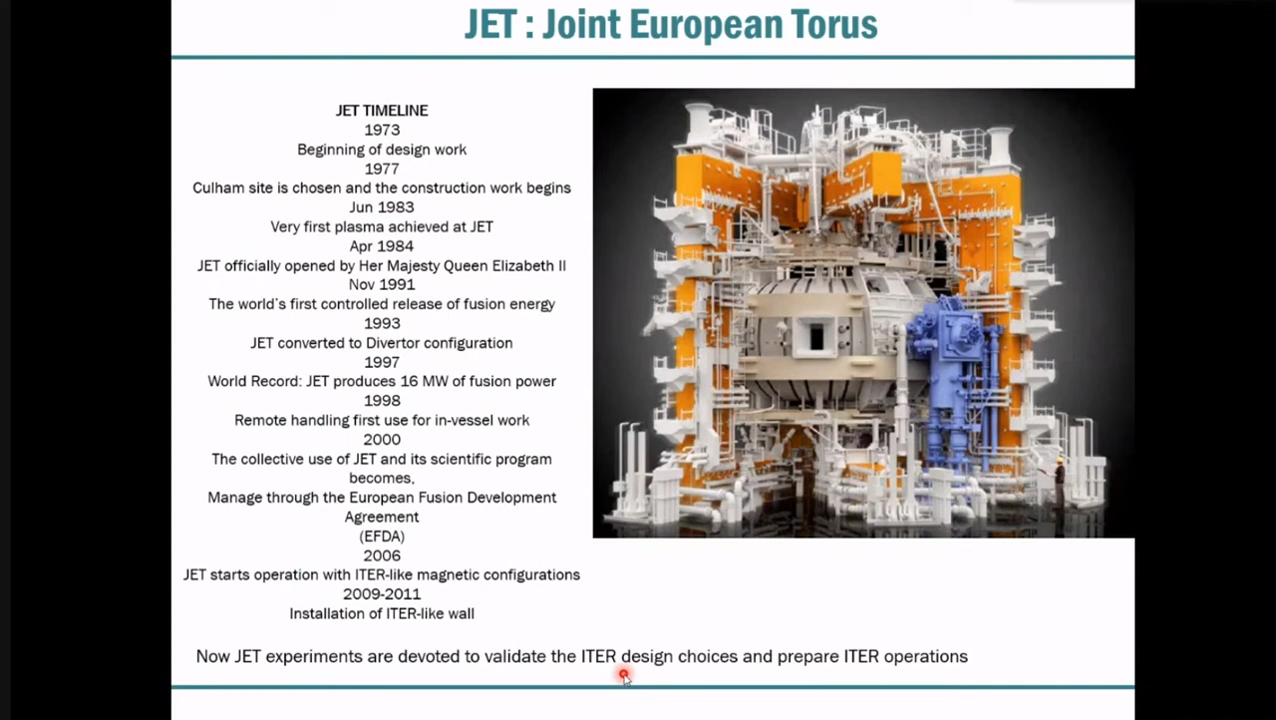 JET : Joint European Torus
JET TIMELINE
1973
Beginning of design work
1977
Culham site is chosen and the construction work begins
Jun 1983
Very first plasma achieved at JET
Apr 1984
JET officially opened by Her Majesty Queen Elizabeth II
Nov 1991
The world's first controlled release of fusion energy
1993
JET converted to Divertor configuration
1997
World Record: JET produces 16 MW of fusion power
1998
Remote handling first use for in-vessel work
2000
The collective use of JET and its scientific program
becomes,
Manage through the European Fusion Development
Agreement
(EFDA)
2006
JET starts operation with ITER-like magnetic configurations
2009-2011
Installation of ITER-like wall
Now JET experiments are devoted to validate the ITER design choices and prepare ITER operations